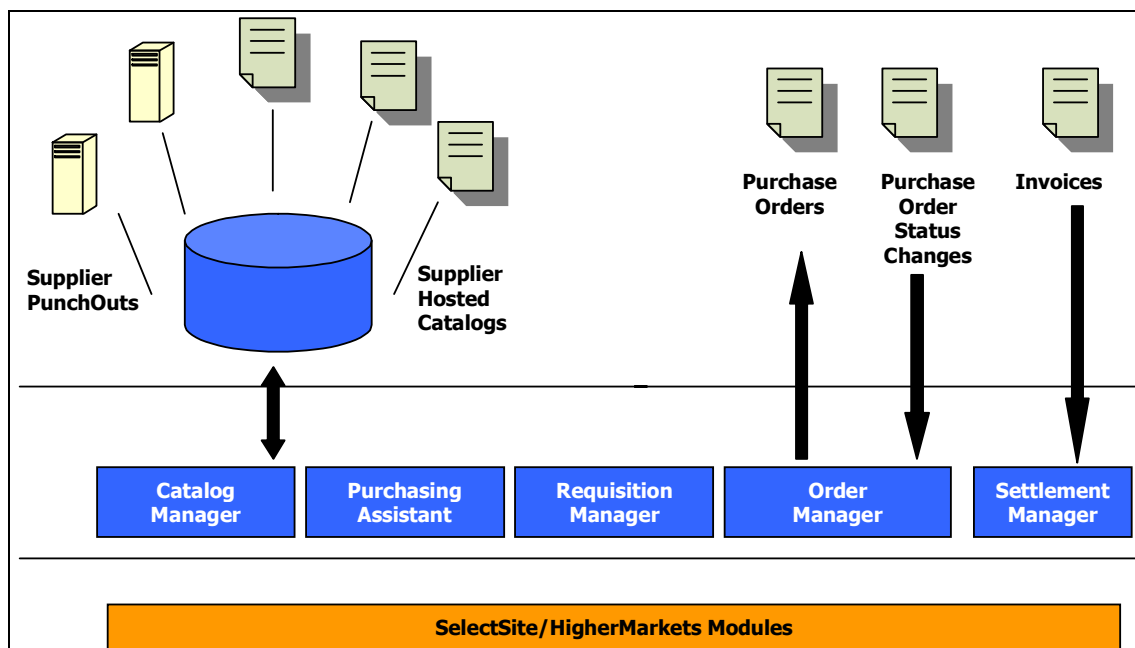 Supplier
PunchOuts
Supplier
Hosted
Catalogs
Purchase
Orders
Purchase
Order
Status
Changes
Invoices
Catalog
Manager
Purchasing
Assistant
Requisition
Manager
Order
Manager
Settlement
Manager
SelectSite/HigherMarkets Modules